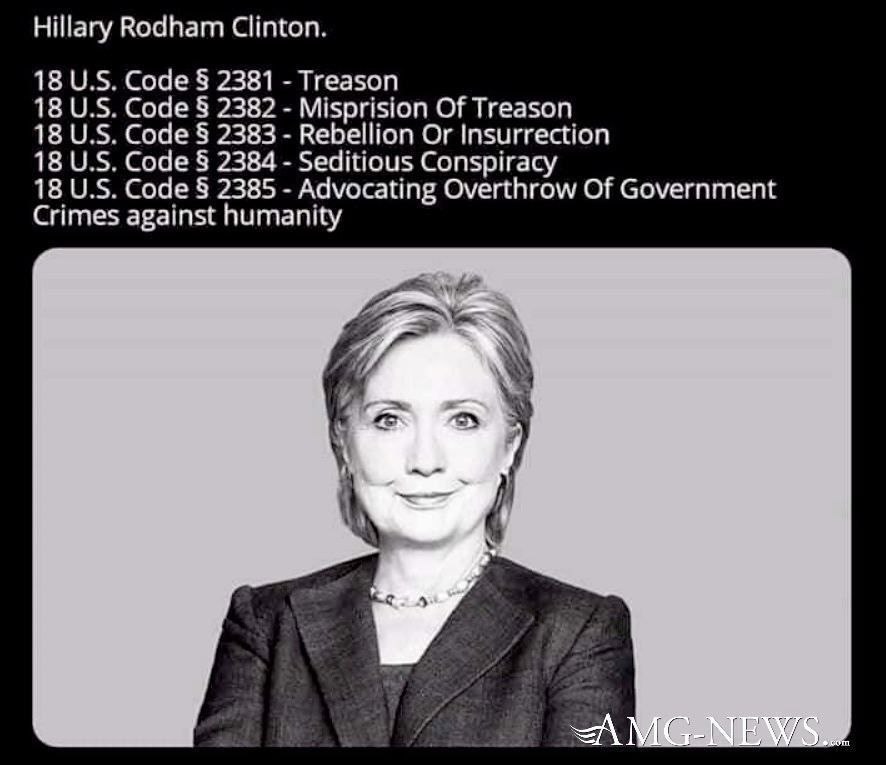 Hillary Rodham Clinton.
18 U.S. Code § 2381 - Treason
18 U.S. Code § 2382 - Misprision Of Treason
18 U.S. Code § 2383 - Rebellion Or Insurrection
18 U.S. Code § 2384 - Seditious Conspiracy
18 U.S. Code § 2385 - Advocating Overthrow Of Government
Crimes against humanity
AMG-NEWS.com